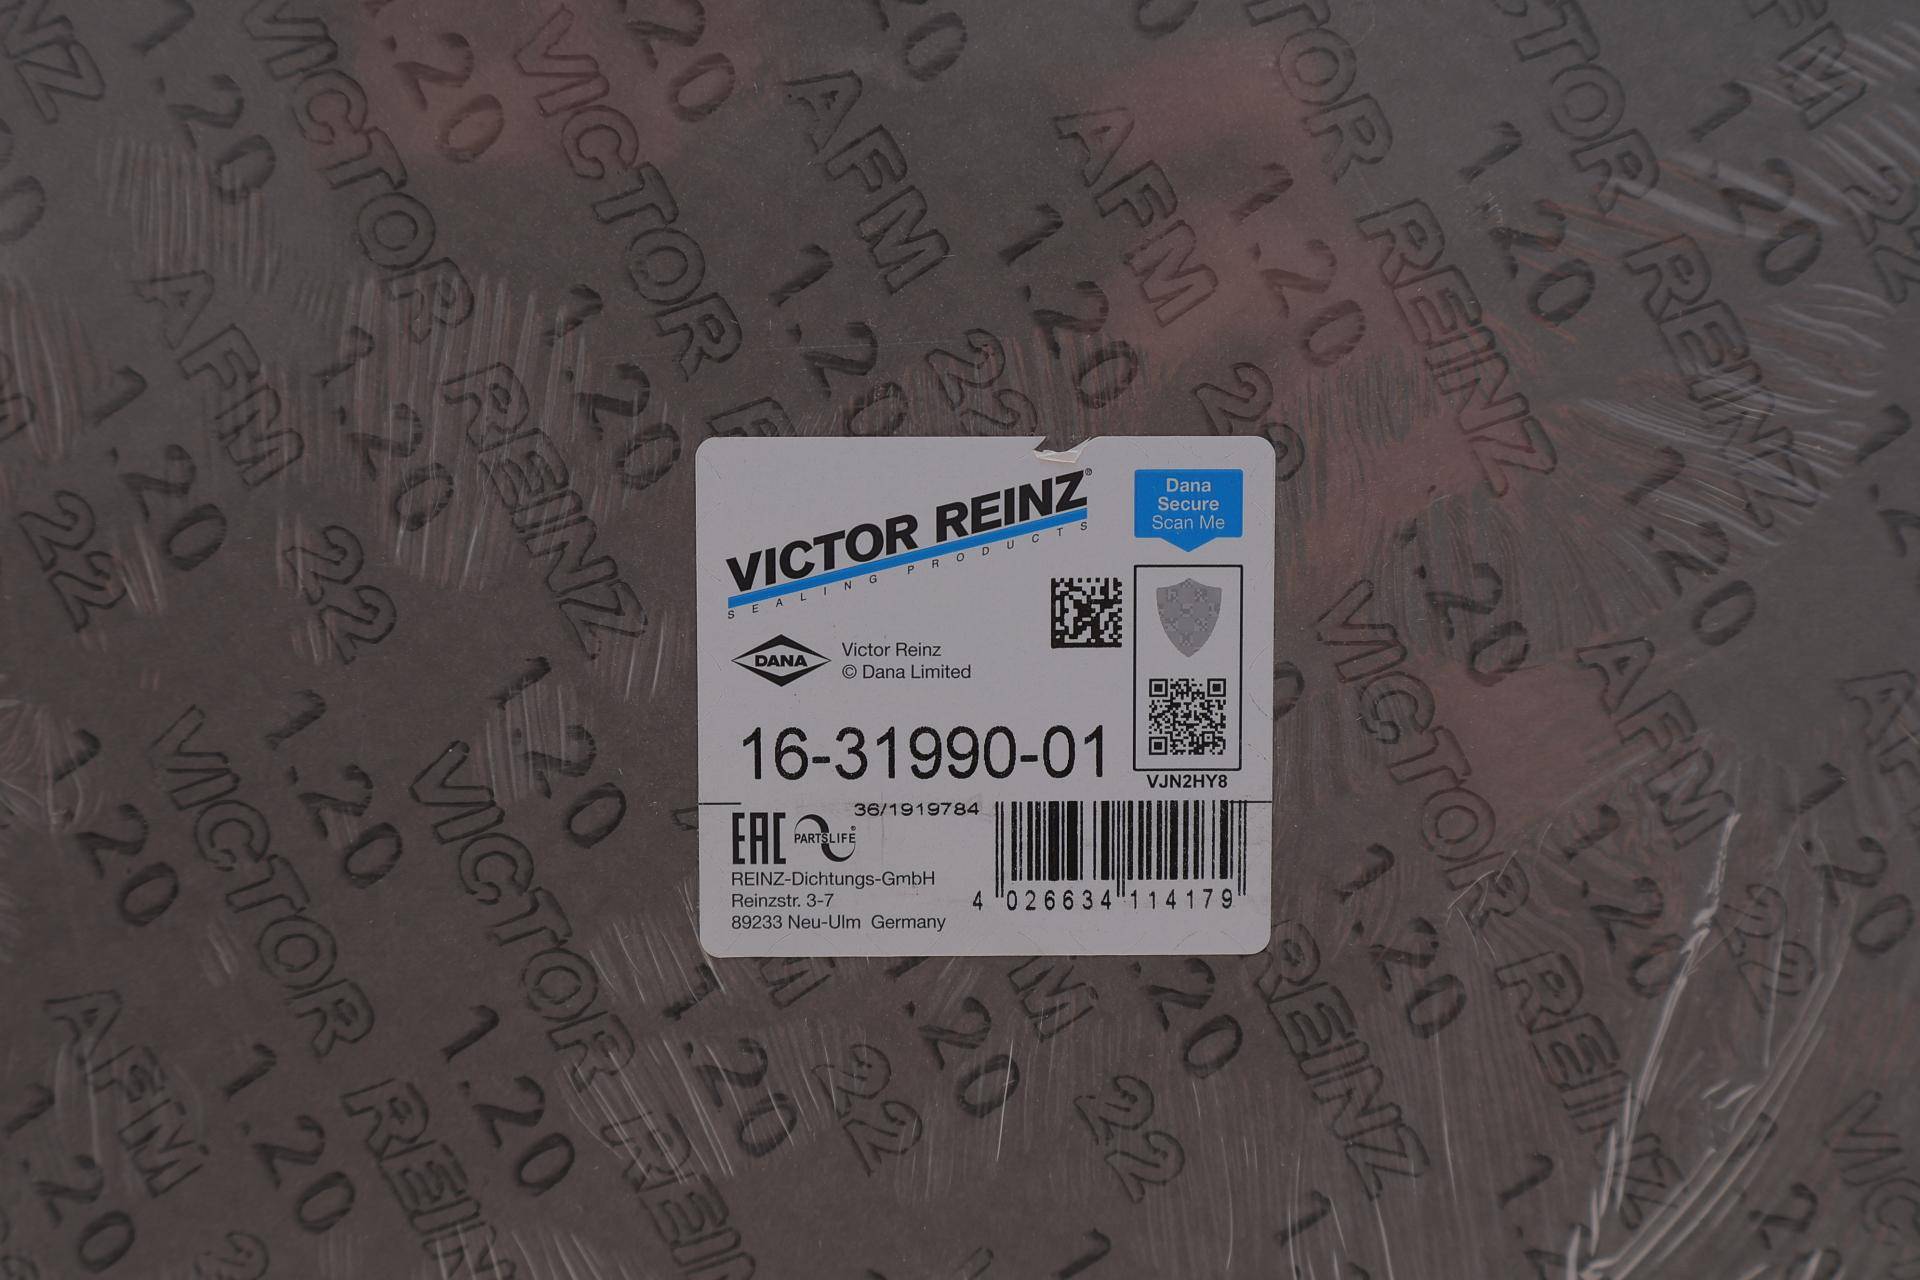 VICTOR REINZ®
SEALING PRODUCTS
Dana
Secure
Scan Me
DANA
Victor Reinz
© Dana Limited
16-31990-01
VJN2HY8
36/1919784
EAC
PARTSLIFE®
REINZ-Dichtungs-GmbH
Reinzstr. 3-7
89233 Neu-Ulm Germany
4 026634 114179
VICTOR REINZ
AFM 22
1.20
1.20